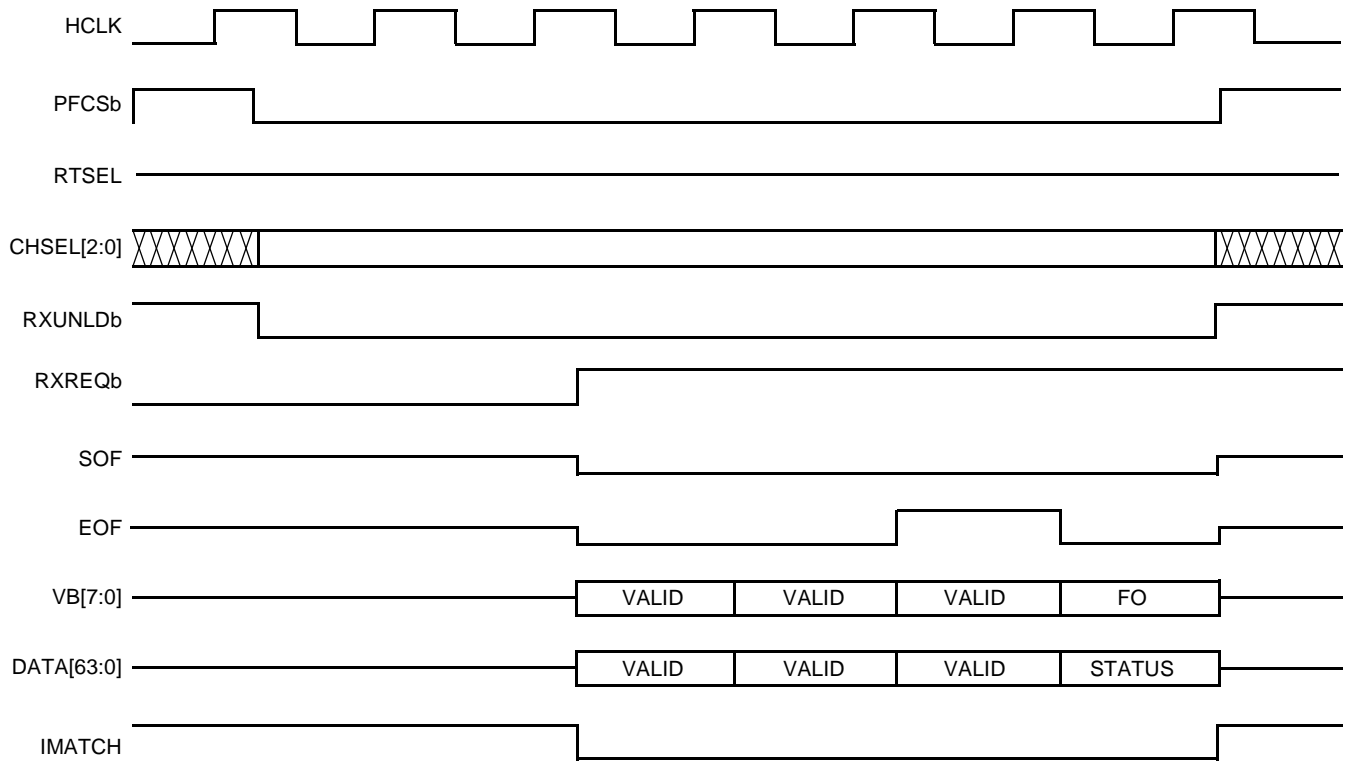 HCLK
PFCSb
RTSEL
CHSEL[2:0]
RXUNLDb
RXREQb
SOF
EOF
VB[7:0] VALID VALID VALID FO
DATA[63:0] VALID VALID VALID STATUS
IMATCH